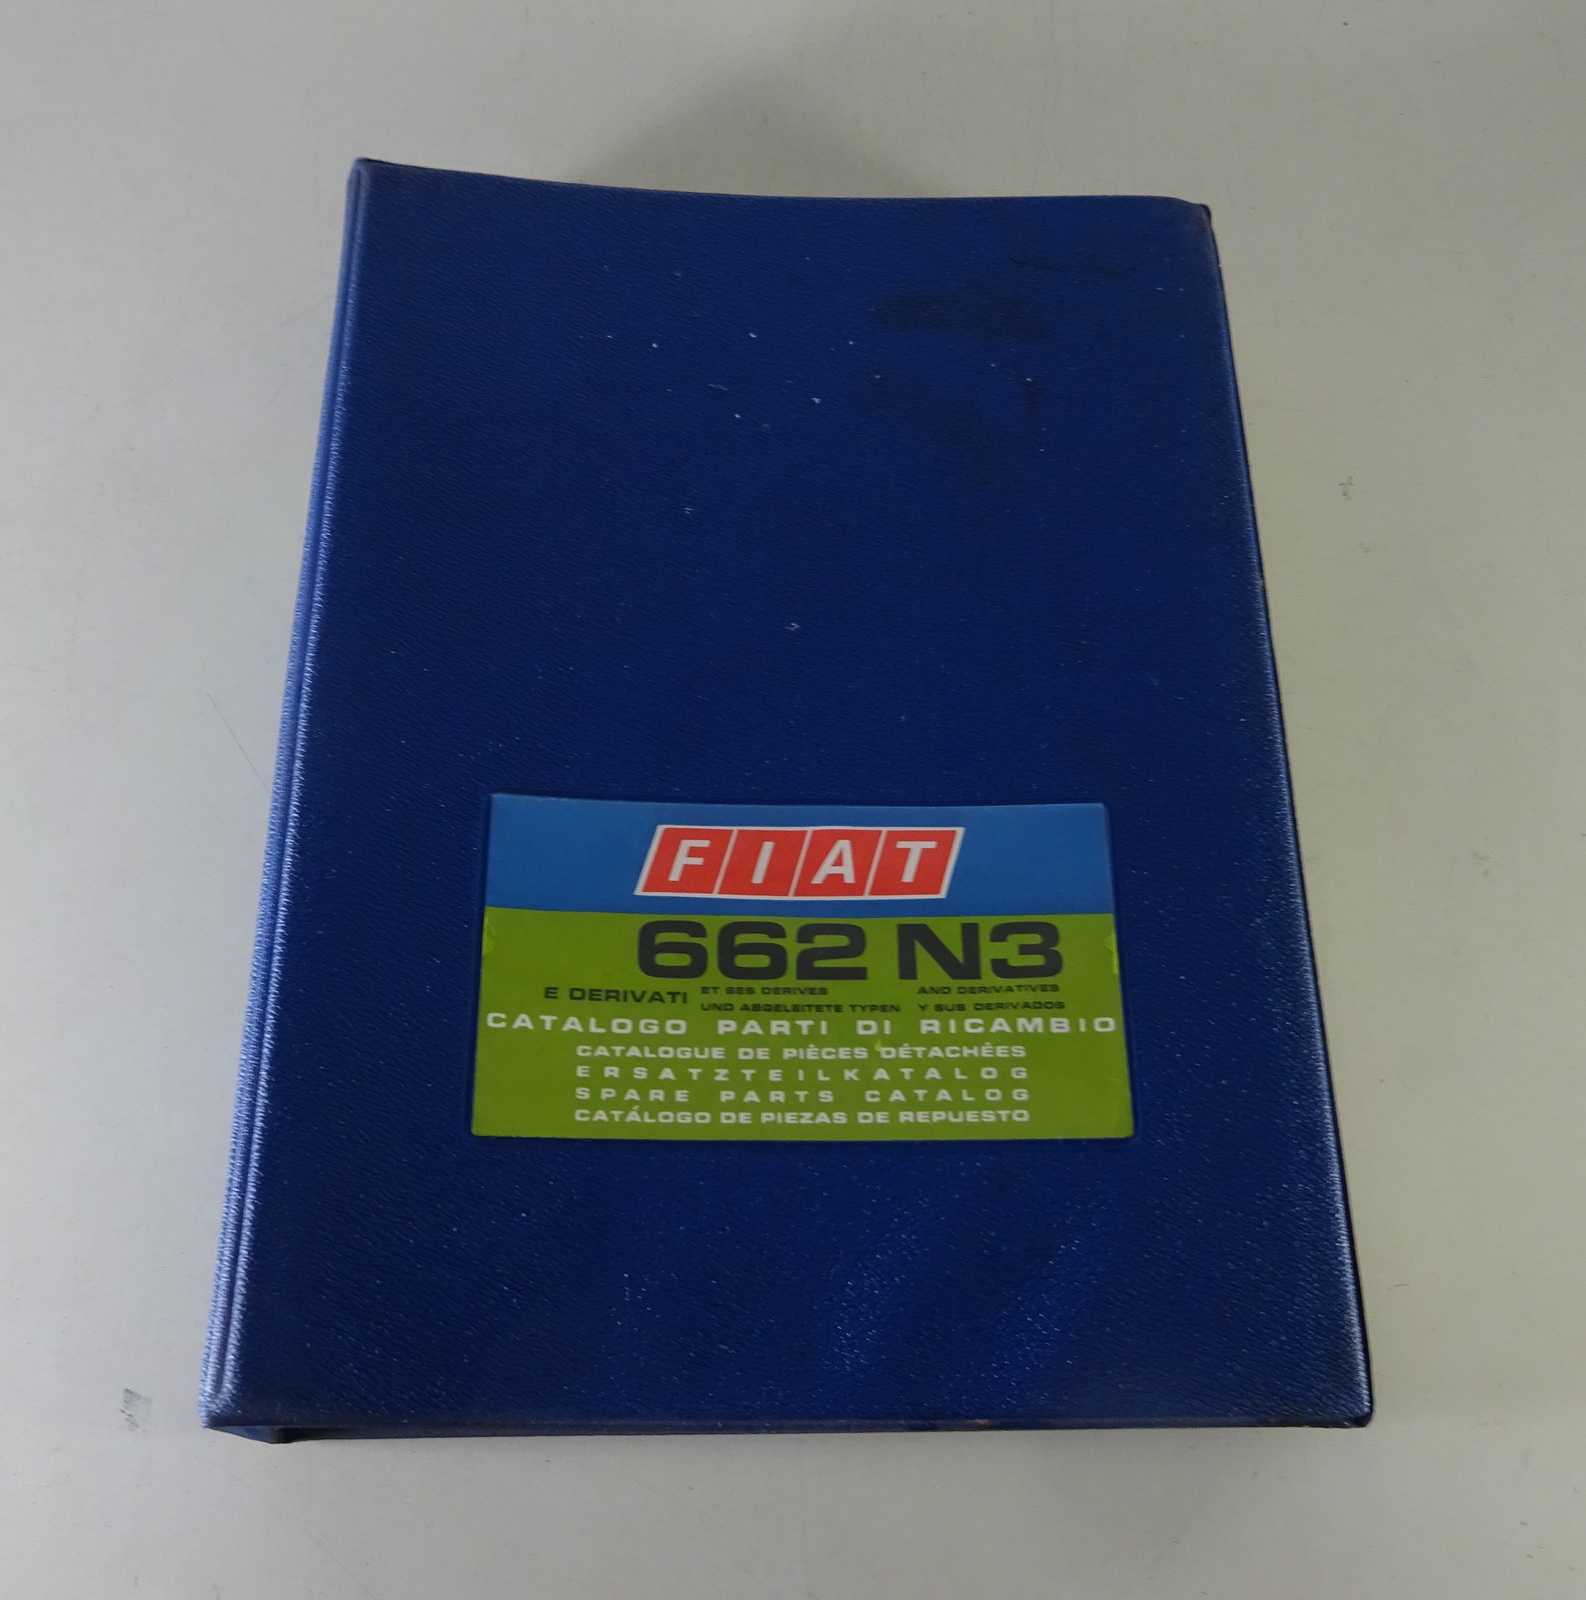 FIAT
662 N3
E DERIVATI
ET SES DERIVES AND DERIVATIVES
UND ABGELEITETE TYPEN Y SUS DERIVADOS
CATALOGO PARTI DI RICAMBIO
CATALOGUE DE PIÈCES DÉTACHÉES
ERSATZTEILKATALOG
SPARE PARTS CATALOG
CATÁLOGO DE PIEZAS DE REPUESTO